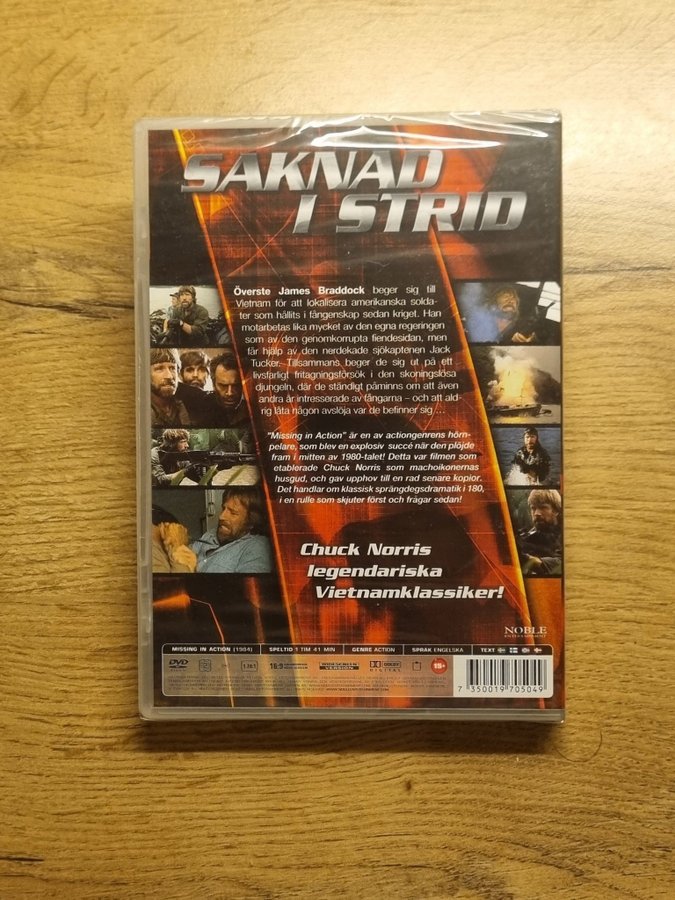 SAKNAD
I STRID
Överste James Braddock beger sig till
Vietnam för att lokalisera amerikanska solda-
ter som hållits i fångenskap sedan kriget. Han
motarbetas lika mycket av den egna regeringen
som av den genomkorrupta fiendesidan, men
får hjälp av den nerdekade sjökaptenen Jack
Tucker. Tillsammans beger de sig ut på ett
livsfarligt fritagningsförsök i den skoningslösa
djungeln, där de ständigt påminns om att även
andra är intresserade av fångarna – och att ald-
rig låta någon avslöja var de befinner sig ...
"Missing in Action" är en av actiongenrens hörn-
pelare, som blev en explosiv succé när den plöjde
fram i mitten av 1980-talet! Detta var filmen som
etablerade Chuck Norris som machoikonernas
husgud, och gav upphov till en rad senare kopior.
Det handlar om klassisk sprängdegsdramatik i 180,
i en rulle som skjuter först och frågar sedan!
Chuck Norris
legendariska
Vietnamklassiker!
NOBLE
ENTERTAINMENT
MISSING IN ACTION (1984) SPELTID 1 TIM 41 MIN GENRE ACTION SPRÅK ENGELSKA TEXT
DVD 16:9 WIDESCREEN VERSION DOLBY DIGITAL 15+
7 350019 705049